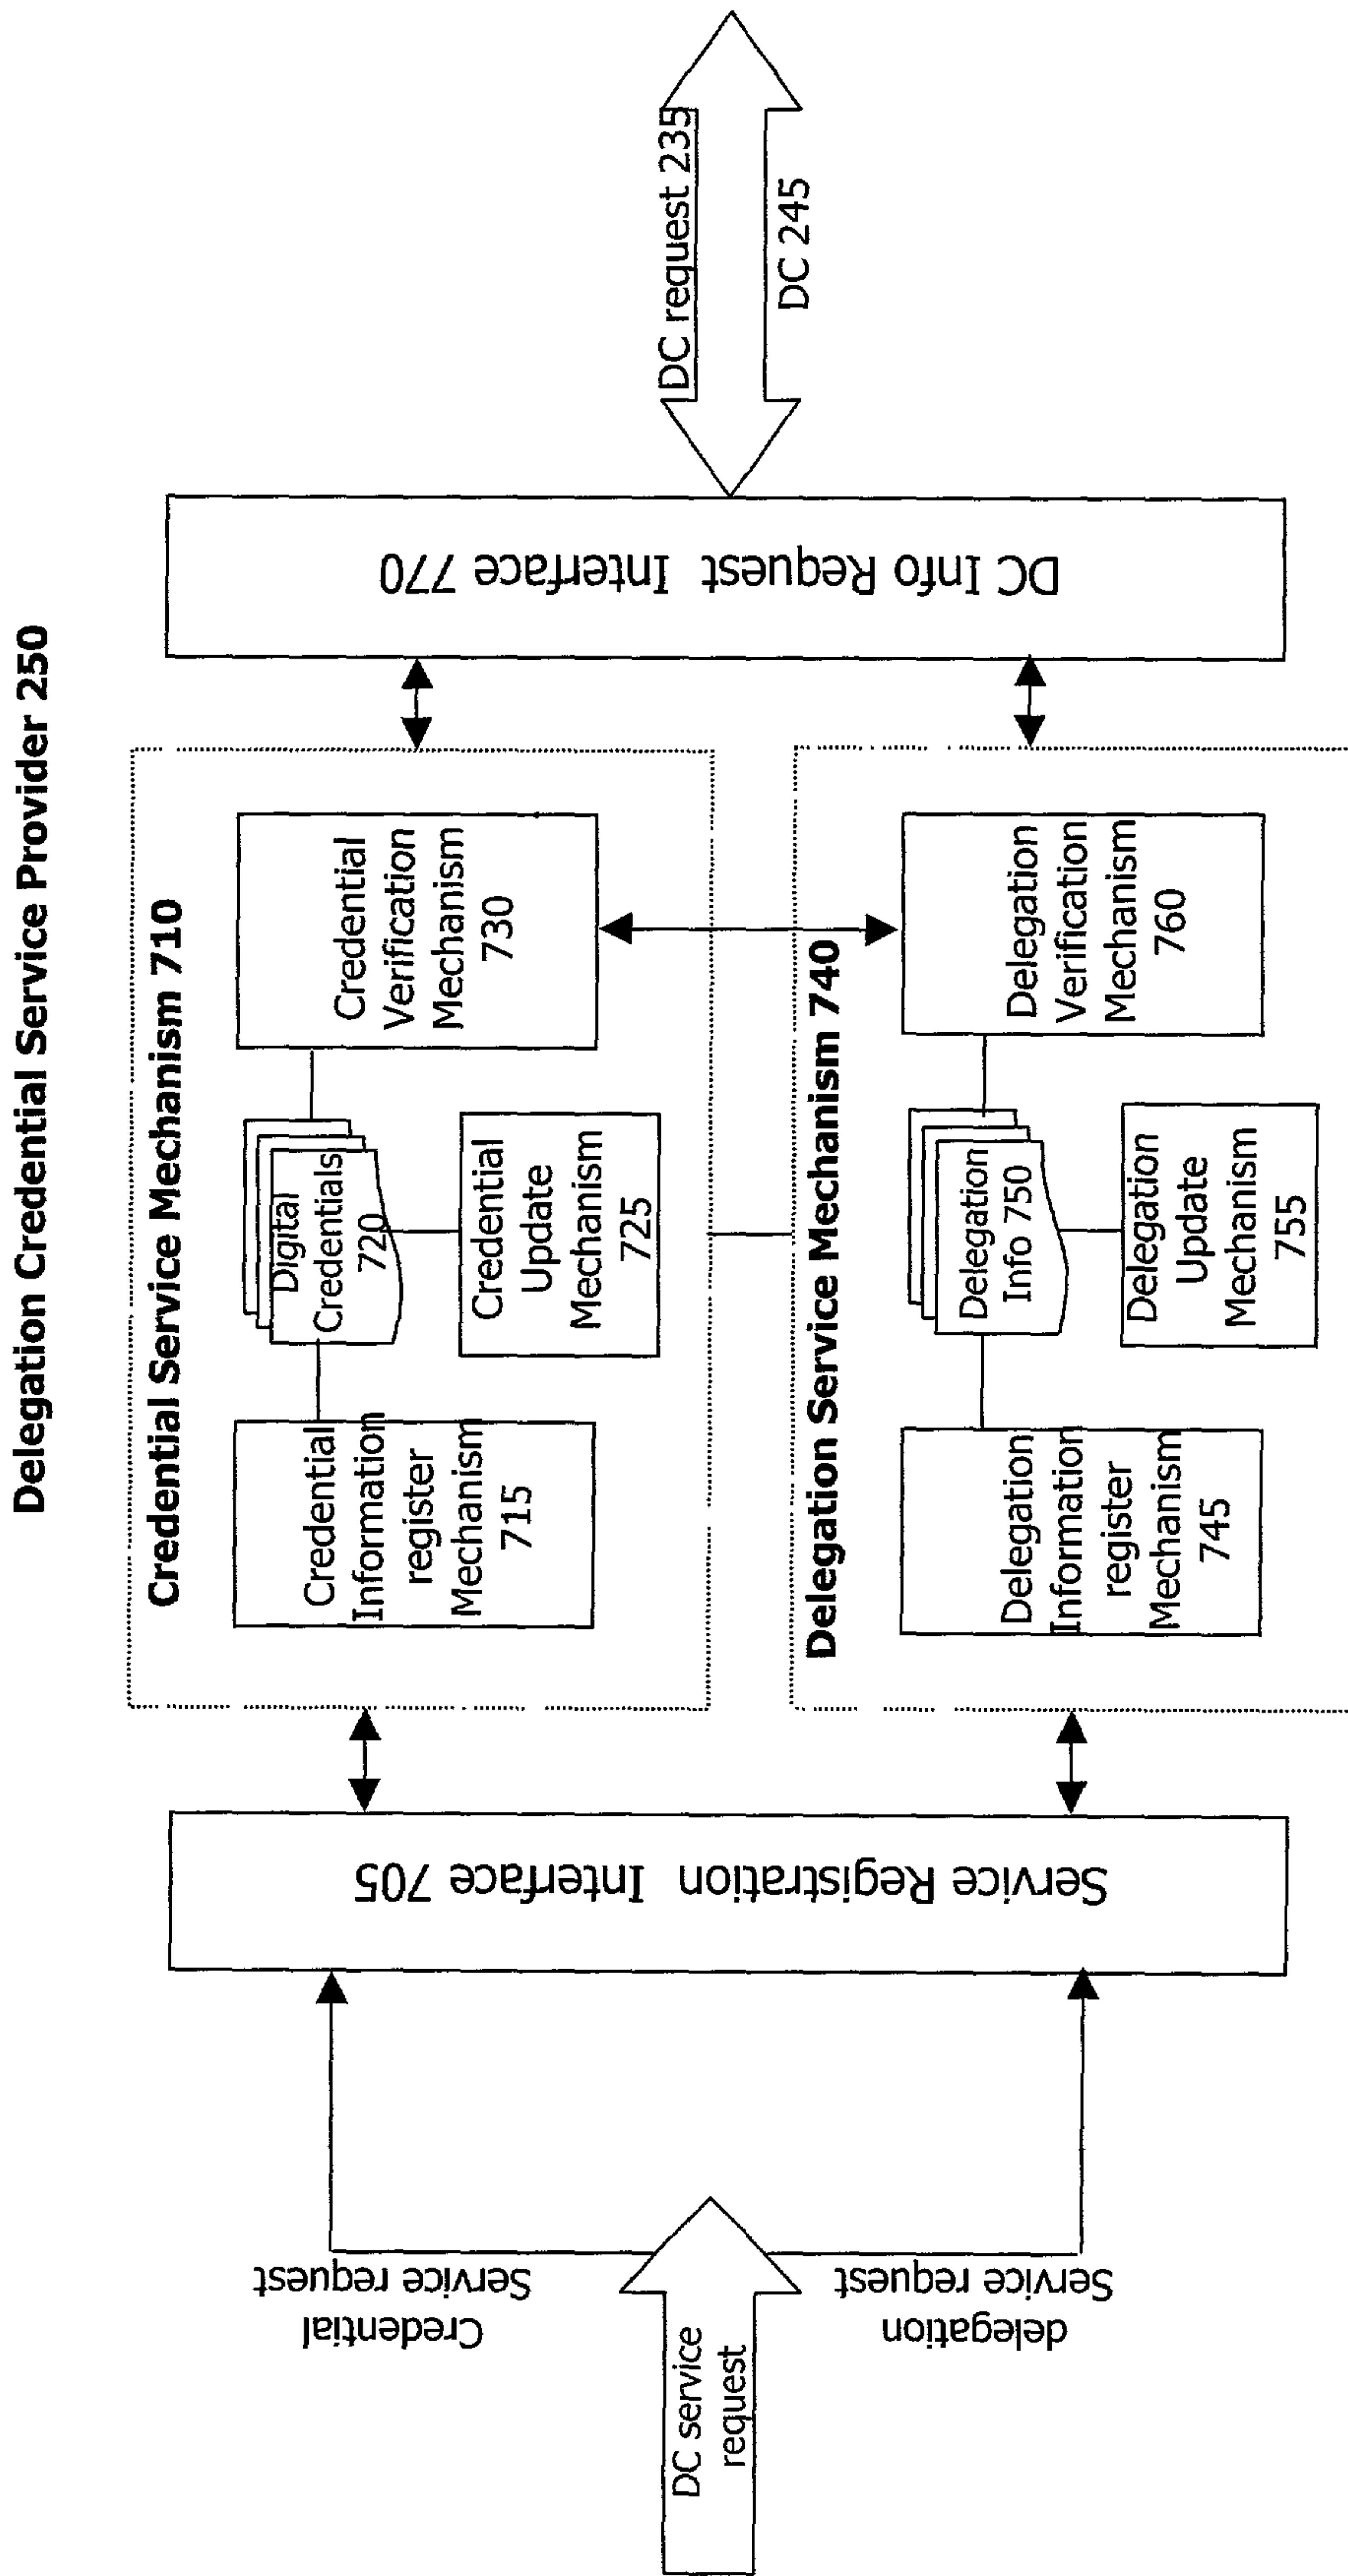 Delegation Credential Service Provider 250
Credential Service Mechanism 710
Credential
Information
register
Mechanism
715
Digital
Credentials
720
Credential
Update
Mechanism
725
Credential
Verification
Mechanism
730
Delegation Service Mechanism 740
Delegation
Information
register
Mechanism
745
Delegation
Info 750
Delegation
Update
Mechanism
755
Delegation
Verification
Mechanism
760
DC service
request
Credential
Service request
delegation
Service request
Service Registration Interface 705
DC Info Request Interface 770
DC request 235
DC 245